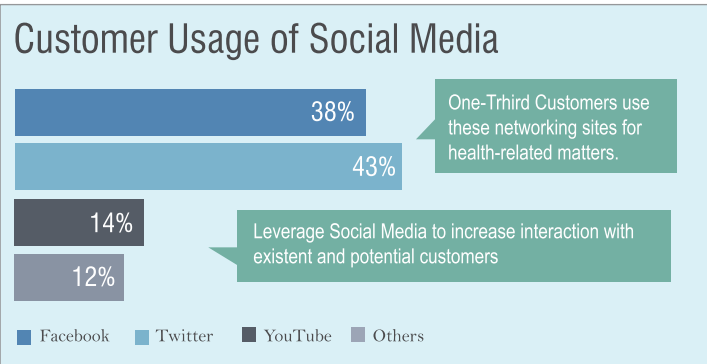 Customer Usage of Social Media
38%
One-Trhird Customers use
these networking sites for
health-related matters.
43%
14%
Leverage Social Media to increase interaction with
existent and potential customers
12%
Facebook Twitter YouTube Others